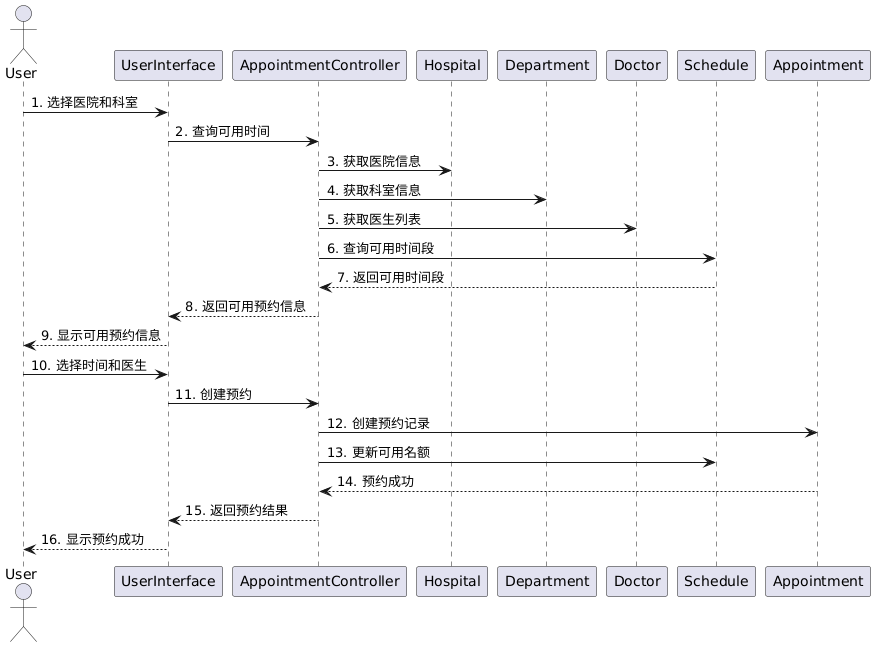 User
UserInterface
AppointmentController
Hospital
Department
Doctor
Schedule
Appointment
1. 选择医院和科室
2. 查询可用时间
3. 获取医院信息
4. 获取科室信息
5. 获取医生列表
6. 查询可用时间段
7. 返回可用时间段
8. 返回可用预约信息
9. 显示可用预约信息
10. 选择时间和医生
11. 创建预约
12. 创建预约记录
13. 更新可用名额
14. 预约成功
15. 返回预约结果
16. 显示预约成功
User
UserInterface
AppointmentController
Hospital
Department
Doctor
Schedule
Appointment